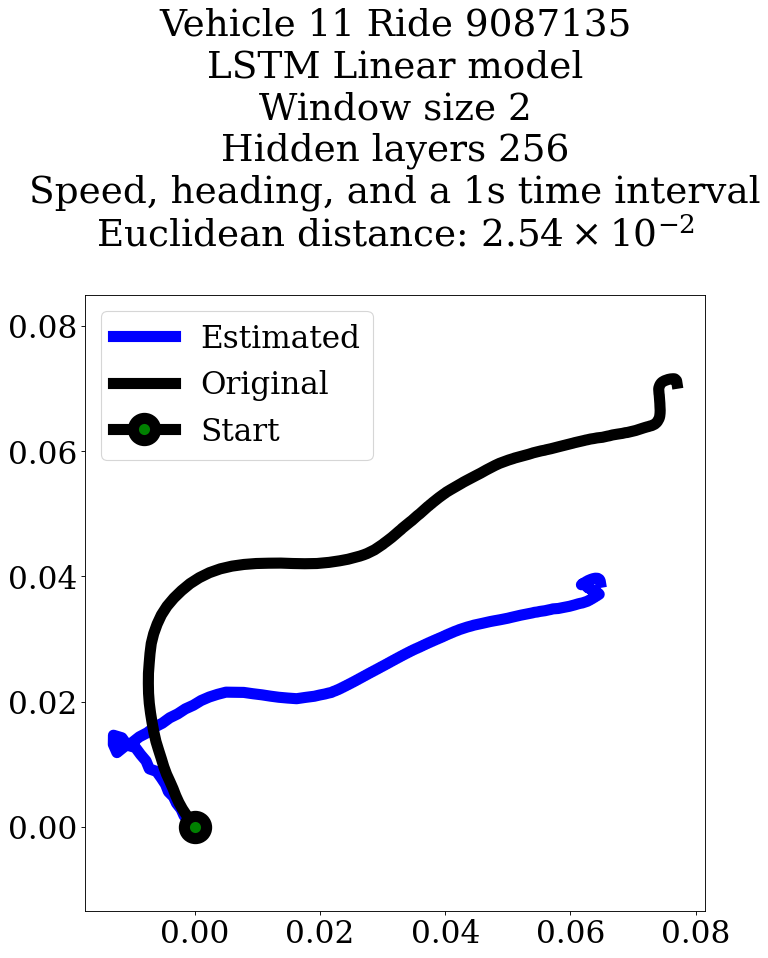 Vehicle 11 Ride 9087135
LSTM Linear model
Window size 2
Hidden layers 256
Speed, heading, and a 1s time interval
Euclidean distance: 2.54 × 10⁻²
Estimated
Original
Start
0.08
0.06
0.04
0.02
0.00
0.00 0.02 0.04 0.06 0.08